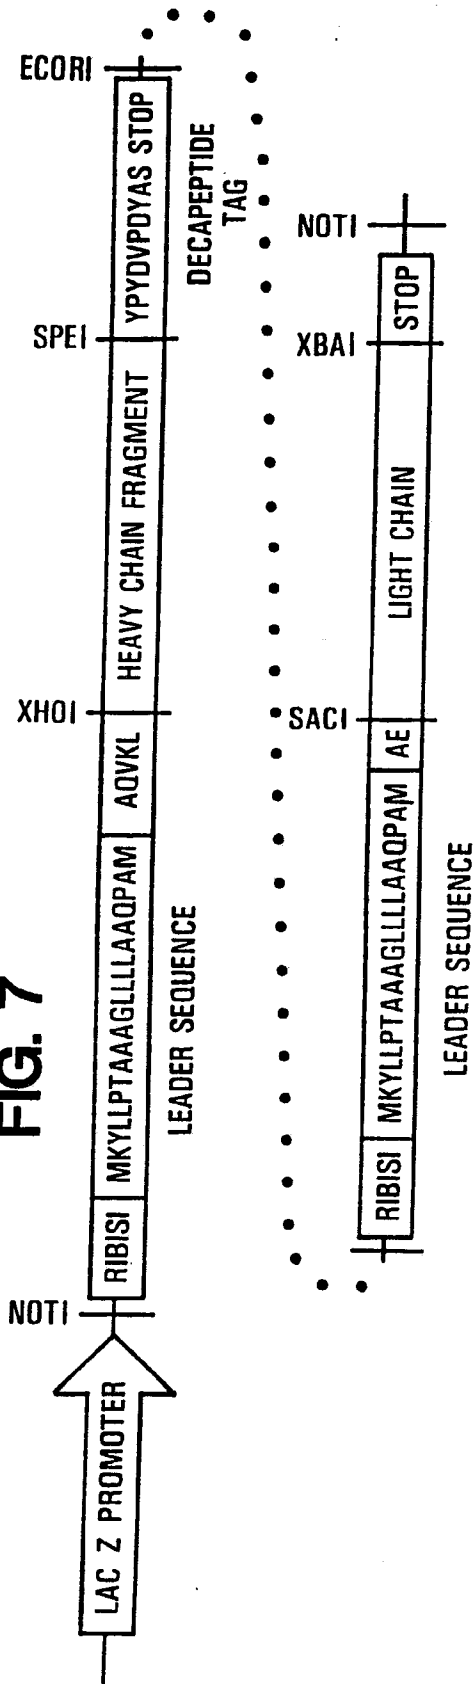 FIG. 7
LAC Z PROMOTER
NOTI
RIBISI
MKYLLPTAAAGLLLLAAQPAM
LEADER SEQUENCE
AQVKL
XHOI
HEAVY CHAIN FRAGMENT
SPEI
YPYDVPDYAS STOP
DECAPEPTIDE
TAG
ECORI
RIBISI
MKYLLPTAAAGLLLLAAQPAM
LEADER SEQUENCE
AE
SACI
LIGHT CHAIN
XBAI
STOP
NOTI